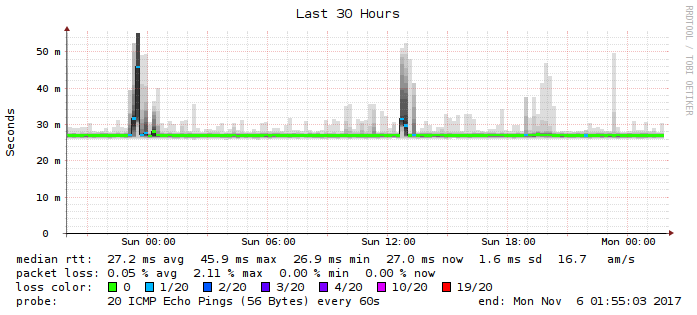 Last 30 Hours
RRDTOOL / TOBI OETIKER
Seconds
50 m
40 m
30 m
20 m
10 m
0
Sun 00:00 Sun 06:00 Sun 12:00 Sun 18:00 Mon 00:00
median rtt: 27.2 ms avg 45.9 ms max 26.9 ms min 27.0 ms now 1.6 ms sd 16.7 am/s
packet loss: 0.05 % avg 2.11 % max 0.00 % min 0.00 % now
loss color: 0 1/20 2/20 3/20 4/20 10/20 19/20
probe: 20 ICMP Echo Pings (56 Bytes) every 60s end: Mon Nov 6 01:55:03 2017